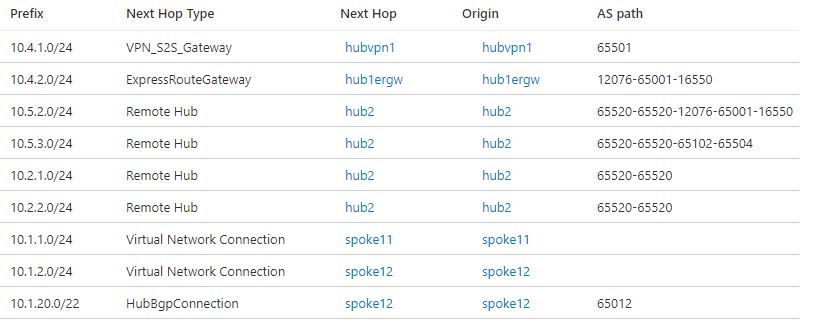 Prefix Next Hop Type Next Hop Origin AS path
10.4.1.0/24 VPN_S2S_Gateway hubvpn1 hubvpn1 65501
10.4.2.0/24 ExpressRouteGateway hub1ergw hub1ergw 12076-65001-16550
10.5.2.0/24 Remote Hub hub2 hub2 65520-65520-12076-65001-16550
10.5.3.0/24 Remote Hub hub2 hub2 65520-65520-65102-65504
10.2.1.0/24 Remote Hub hub2 hub2 65520-65520
10.2.2.0/24 Remote Hub hub2 hub2 65520-65520
10.1.1.0/24 Virtual Network Connection spoke11 spoke11
10.1.2.0/24 Virtual Network Connection spoke12 spoke12
10.1.20.0/22 HubBgpConnection spoke12 spoke12 65012